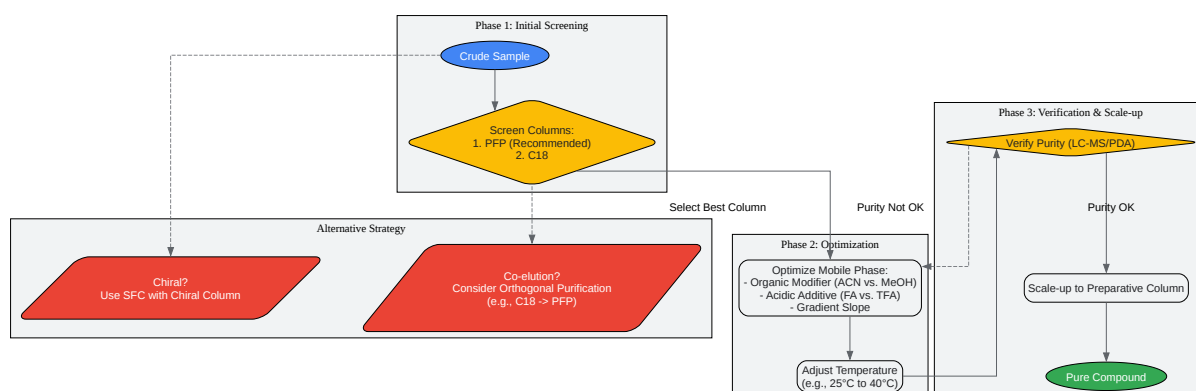 Phase 1: Initial Screening
Crude Sample
Screen Columns:
1. PFP (Recommended)
2. C18
Select Best Column
Alternative Strategy
Chiral?
Use SFC with Chiral Column
Co-elution?
Consider Orthogonal Purification
(e.g., C18 -> PFP)
Phase 2: Optimization
Optimize Mobile Phase:
- Organic Modifier (ACN vs. MeOH)
- Acidic Additive (FA vs. TFA)
- Gradient Slope
Adjust Temperature
(e.g., 25°C to 40°C)
Phase 3: Verification & Scale-up
Verify Purity (LC-MS/PDA)
Purity Not OK
Purity OK
Scale-up to Preparative Column
Pure Compound